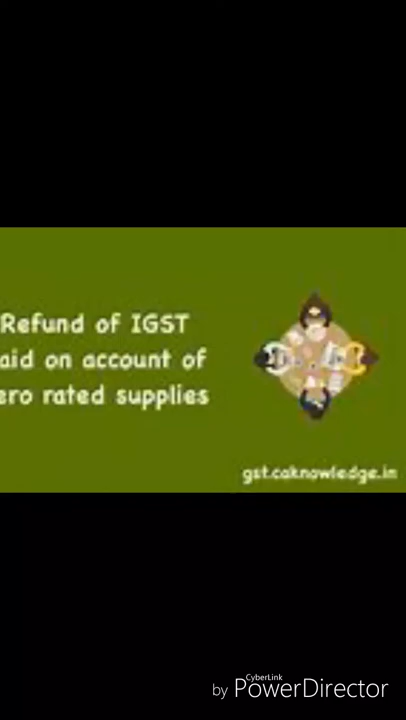 Refund of IGST
aid on account of
ero rated supplies
gst.caknowledge.in
CyberLink
by PowerDirector